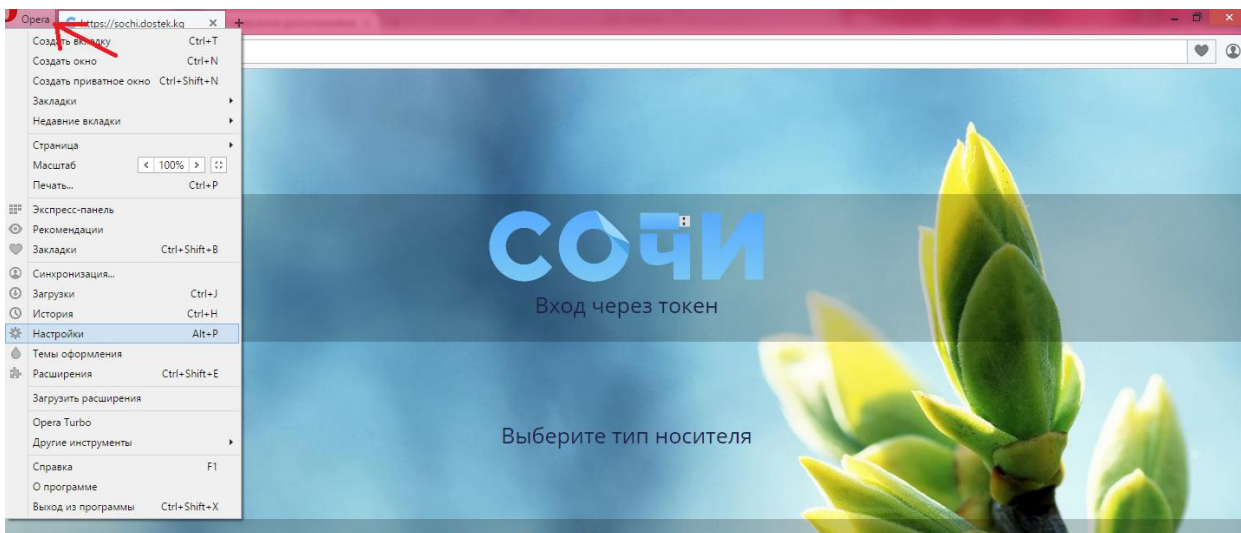 Opera
https://sochi.dostek.kg
Создать вкладку Ctrl+T
Создать окно Ctrl+N
Создать приватное окно Ctrl+Shift+N
Закладки
Недавние вкладки
Страница
Масштаб < 100% >
Печать... Ctrl+P
Экспресс-панель
Рекомендации
Закладки Ctrl+Shift+B
Синхронизация...
Загрузки Ctrl+J
История Ctrl+H
Настройки Alt+P
Темы оформления
Расширения Ctrl+Shift+E
Загрузить расширения
Opera Turbo
Другие инструменты
Справка F1
О программе
Выход из программы Ctrl+Shift+X
СОЧИ
Вход через токен
Выберите тип носителя